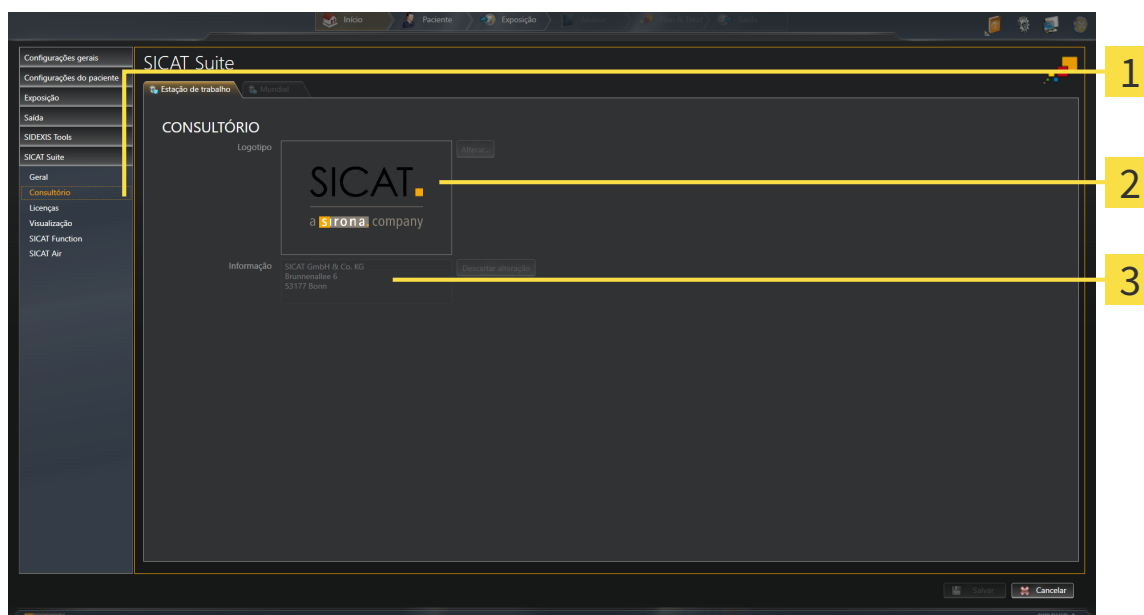 Início
Paciente
Exposição
Configurações gerais
Configurações do paciente
Exposição
Saída
SIDEXIS Tools
SICAT Suite
Geral
Consultório
Licenças
Visualização
SICAT Function
SICAT Air
SICAT Suite
Estação de trabalho
Mundial
CONSULTÓRIO
Logotipo
SICAT.
a sirona company
Alterar...
Informação
SICAT GmbH & Co. KG
Brunnenallee 6
53177 Bonn
Descartar alteração
Salvar
Cancelar
1
2
3